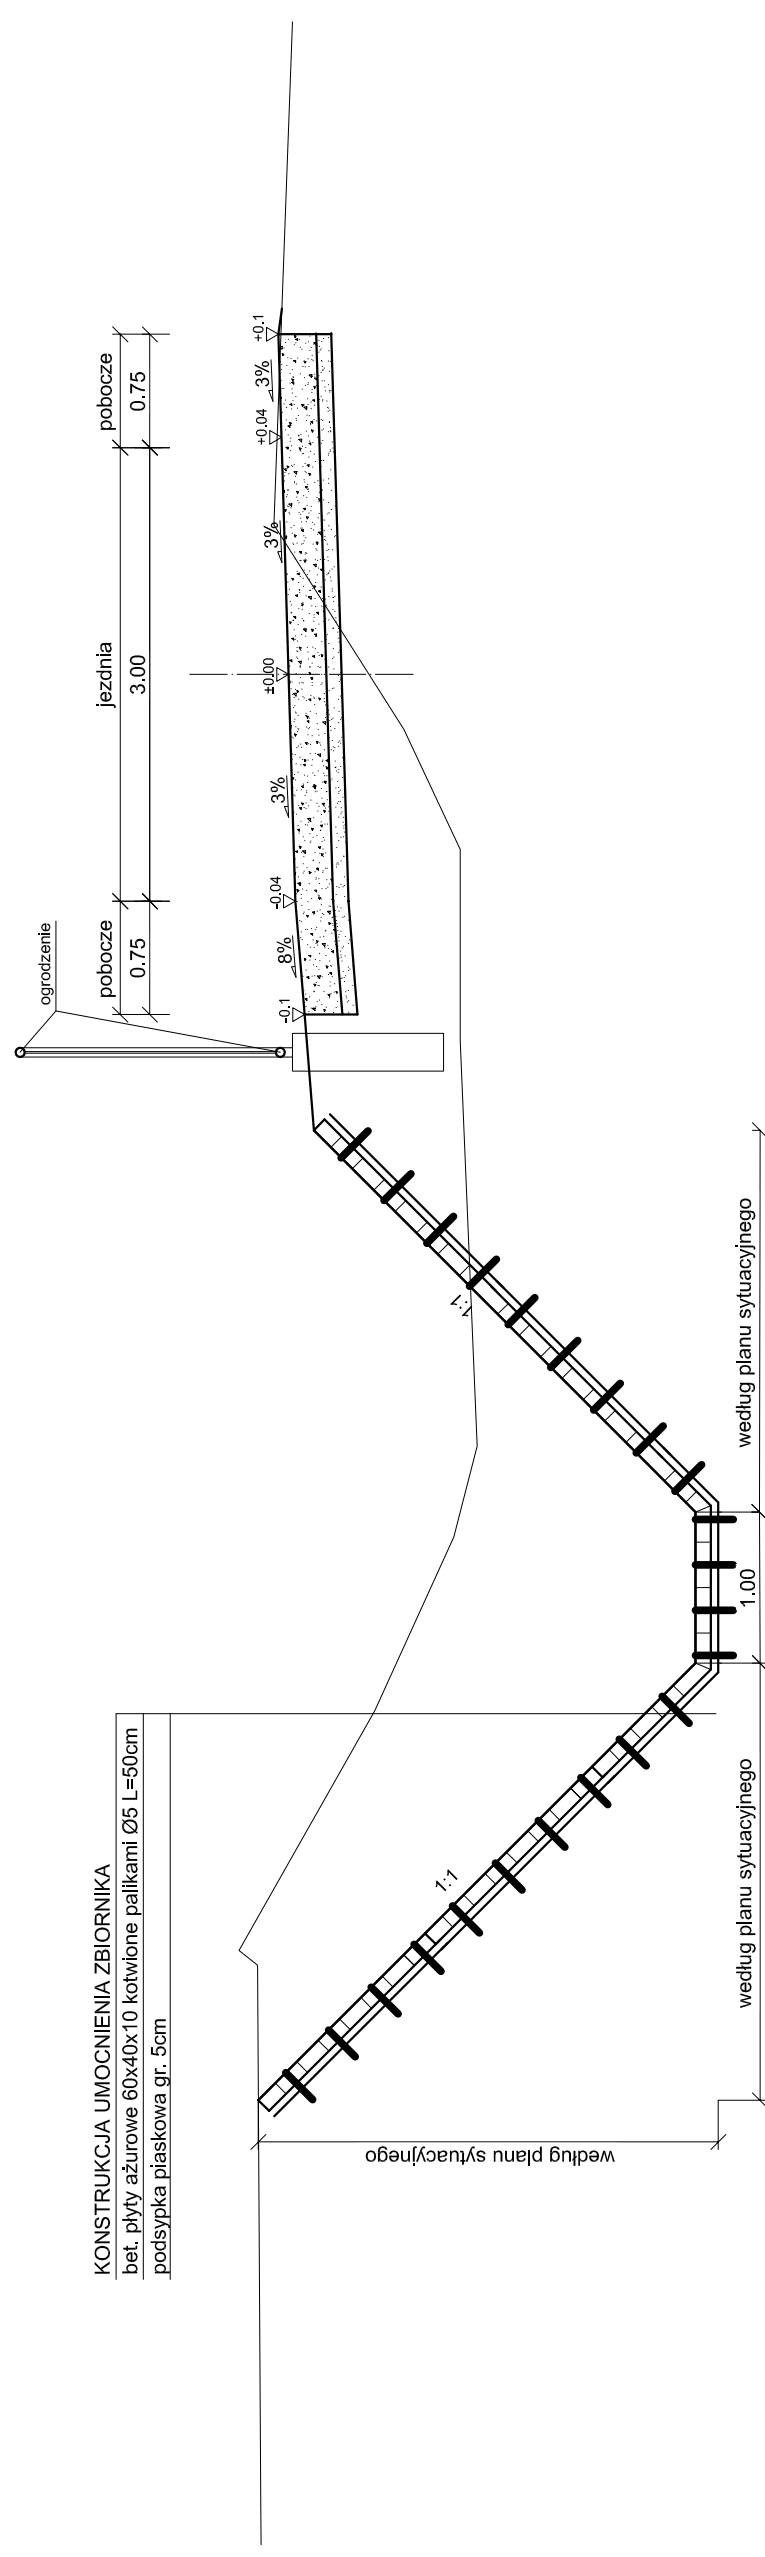 KONSTRUKCJA UMOCNIENIA ZBIORNIKA
bet. płyty ażurowe 60x40x10 kotwione palikami Ø5 L=50cm
podsypka piaskowa gr. 5cm
ogrodzenie
pobocze
jezdnia
pobocze
0.75
3.00
0.75
-0.1
8%
-0.04
3%
±0.00
3%
+0.04
3%
+0.1
1:1
1:1
według planu sytuacyjnego
według planu sytuacyjnego
1.00
według planu sytuacyjnego